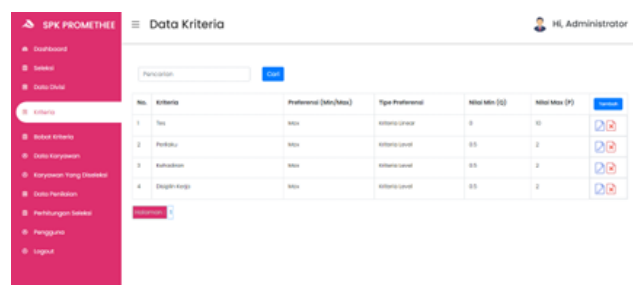 SPK PROMETHEE
Data Kriteria
Hi, Administrator
Dashboard
Seleksi
Data Divisi
Kriteria
Bobot Kriteria
Data Karyawan
Karyawan Yang Diseleksi
Data Penilaian
Perhitungan Seleksi
Pengguna
Logout
Pencarian
Cari
No. Kriteria Preferensi (Min/Max) Tipe Preferensi Nilai Min (Q) Nilai Max (P) Tambah
1 Tes Max Kriteria Linear 0 10
2 Perilaku Max Kriteria Level 0.5 2
3 Kehadiran Max Kriteria Level 0.5 2
4 Disiplin Kerja Max Kriteria Level 0.5 2
Halaman : 1